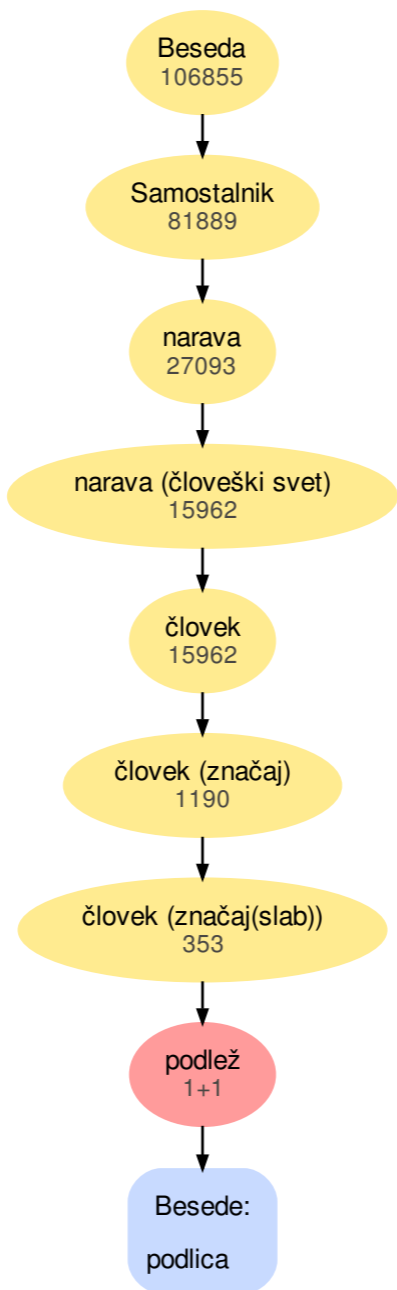 Beseda
106855
Samostalnik
81889
narava
27093
narava (človeški svet)
15962
človek
15962
človek (značaj)
1190
človek (značaj(slab))
353
podlež
1+1
Besede:
podlica